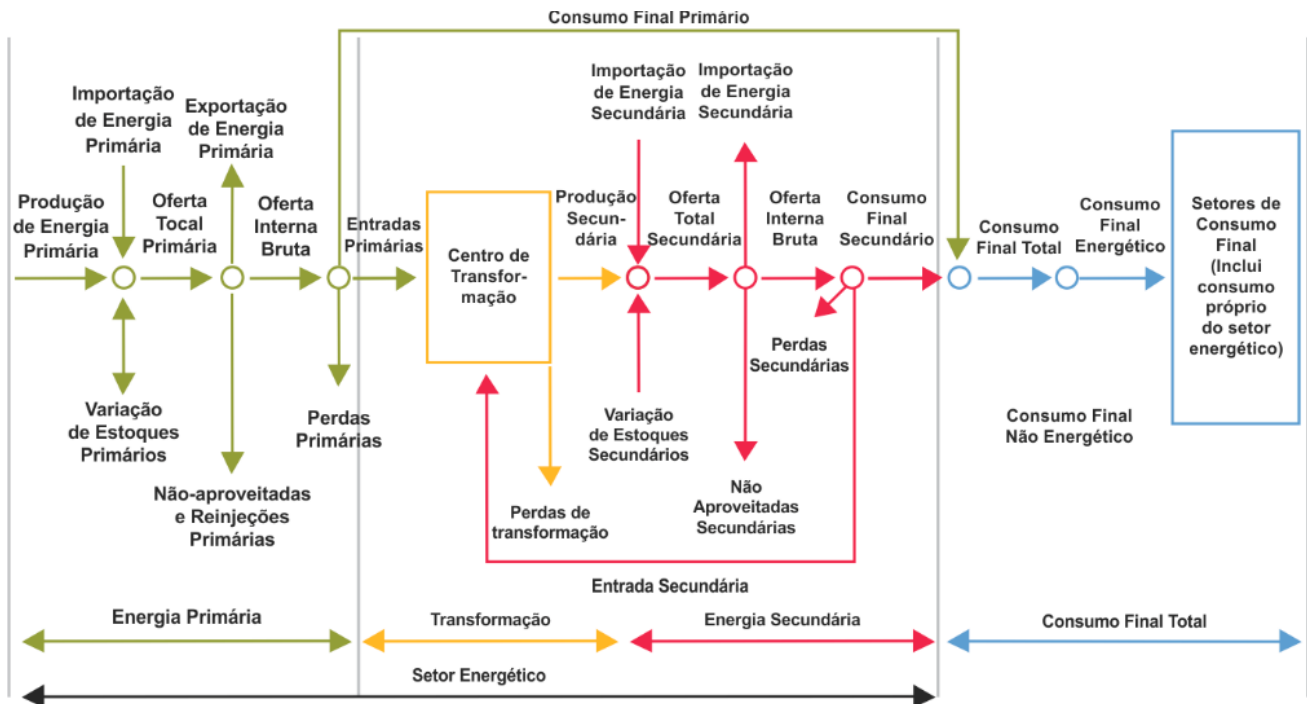 Consumo Final Primário
Importação
de Energia
Primária
Exportação
de Energia
Primária
Importação
de Energia
Secundária
Importação
de Energia
Secundária
Produção
de Energia
Primária
Oferta
Tocal
Primária
Oferta
Interna
Bruta
Entradas
Primárias
Centro de
Transfor-
mação
Produção
Secun-
dária
Oferta
Total
Secundária
Oferta
Interna
Bruta
Consumo
Final
Secundário
Consumo
Final Total
Consumo
Final
Energético
Setores de
Consumo
Final
(Inclui
consumo
próprio
do setor
energético)
Variação
de Estoques
Primários
Perdas
Primárias
Não-aproveitadas
e Reinjeções
Primárias
Perdas de
transformação
Variação
de Estoques
Secundários
Perdas
Secundárias
Não
Aproveitadas
Secundárias
Consumo Final
Não Energético
Entrada Secundária
Energia Primária
Transformação
Energia Secundária
Consumo Final Total
Setor Energético